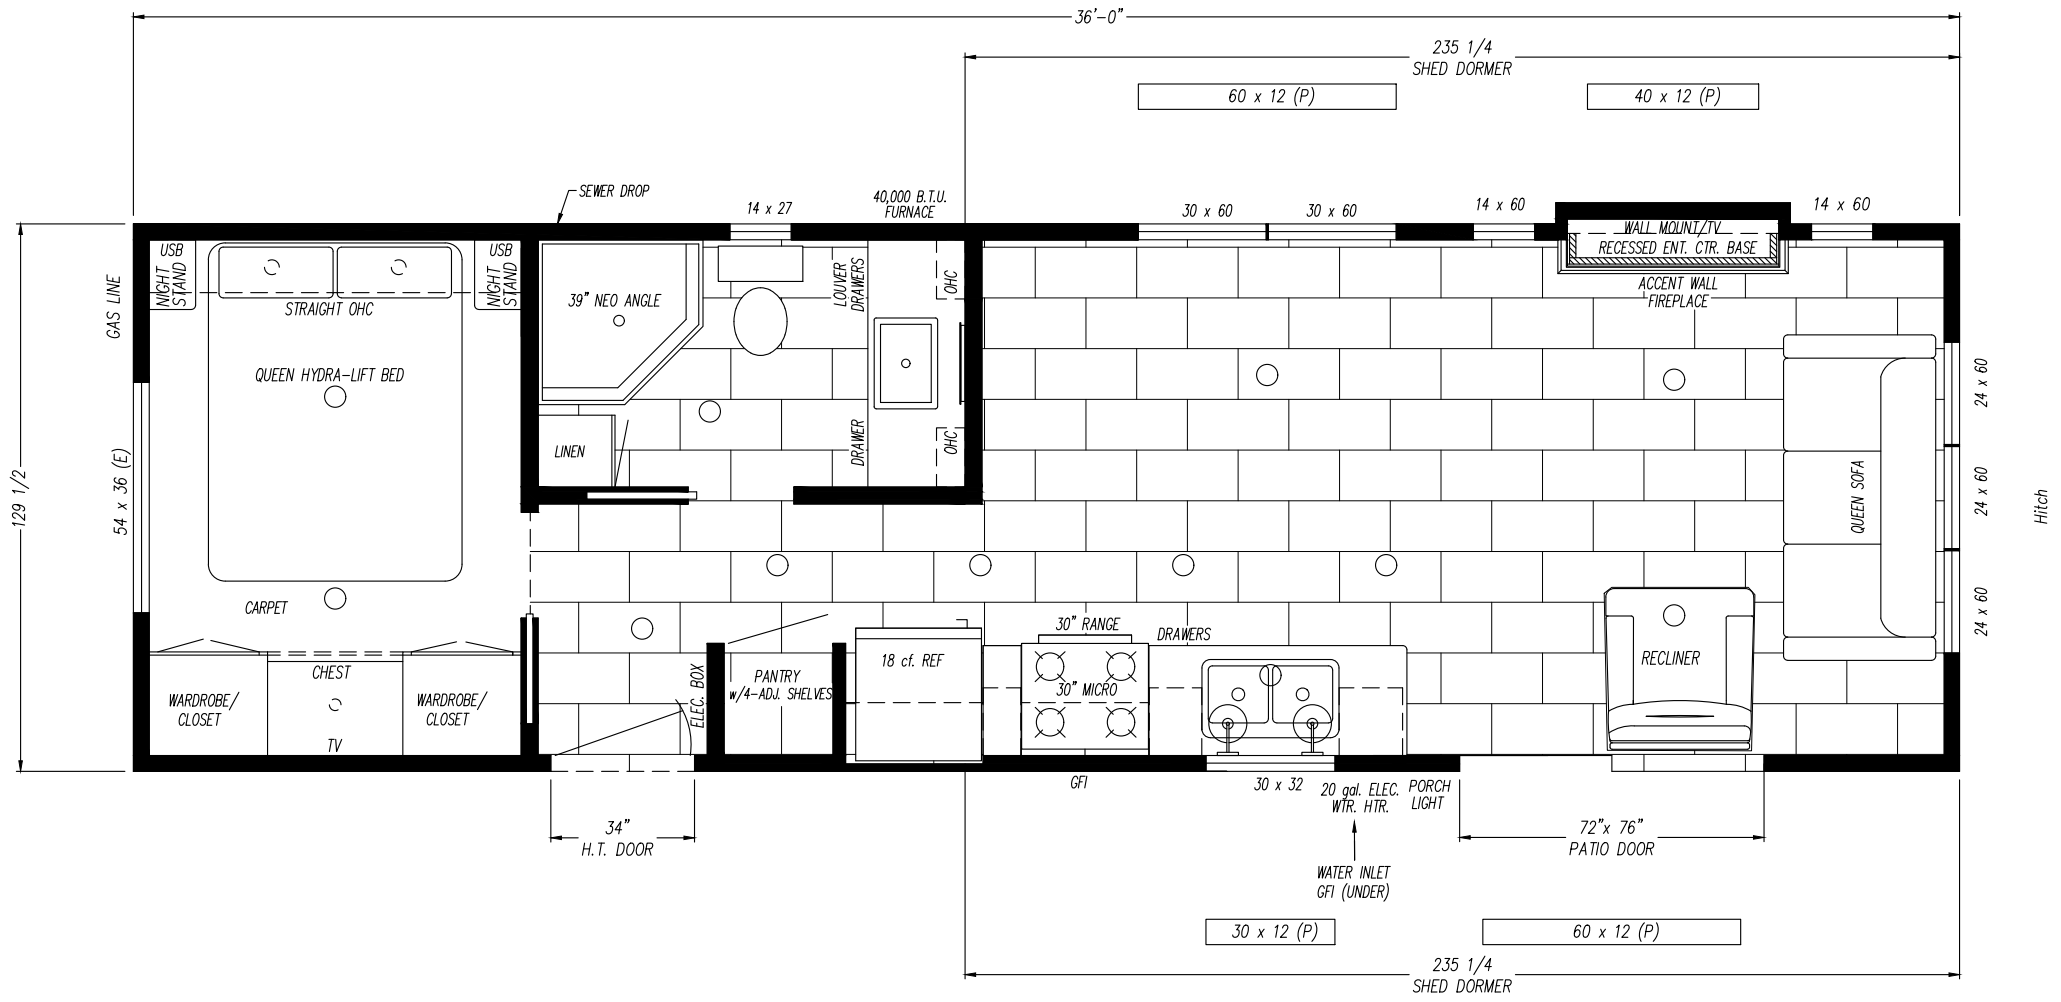 36'-0"
235 1/4
SHED DORMER
60 x 12 (P)
40 x 12 (P)
SEWER DROP
14 x 27
40,000 B.T.U.
FURNACE
30 x 60
30 x 60
14 x 60
14 x 60
WALL MOUNT/TV
RECESSED ENT. CTR. BASE
ACCENT WALL
FIREPLACE
GAS LINE
USB
NIGHT
STAND
STRAIGHT OHC
USB
NIGHT
STAND
39" NEO ANGLE
LOUVER
DRAWERS
OHC
QUEEN HYDRA-LIFT BED
LINEN
DRAWER
OHC
129 1/2
54 x 36 (E)
24 x 60
24 x 60
24 x 60
QUEEN SOFA
Hitch
CARPET
CHEST
WARDROBE/
CLOSET
TV
WARDROBE/
CLOSET
ELEC. BOX
PANTRY
w/4-ADJ. SHELVES
18 cf. REF
30" RANGE
30" MICRO
DRAWERS
RECLINER
GFI
30 x 32
20 gal. ELEC.
WTR. HTR.
PORCH
LIGHT
34"
H.T. DOOR
72"x 76"
PATIO DOOR
WATER INLET
GFI (UNDER)
30 x 12 (P)
60 x 12 (P)
235 1/4
SHED DORMER